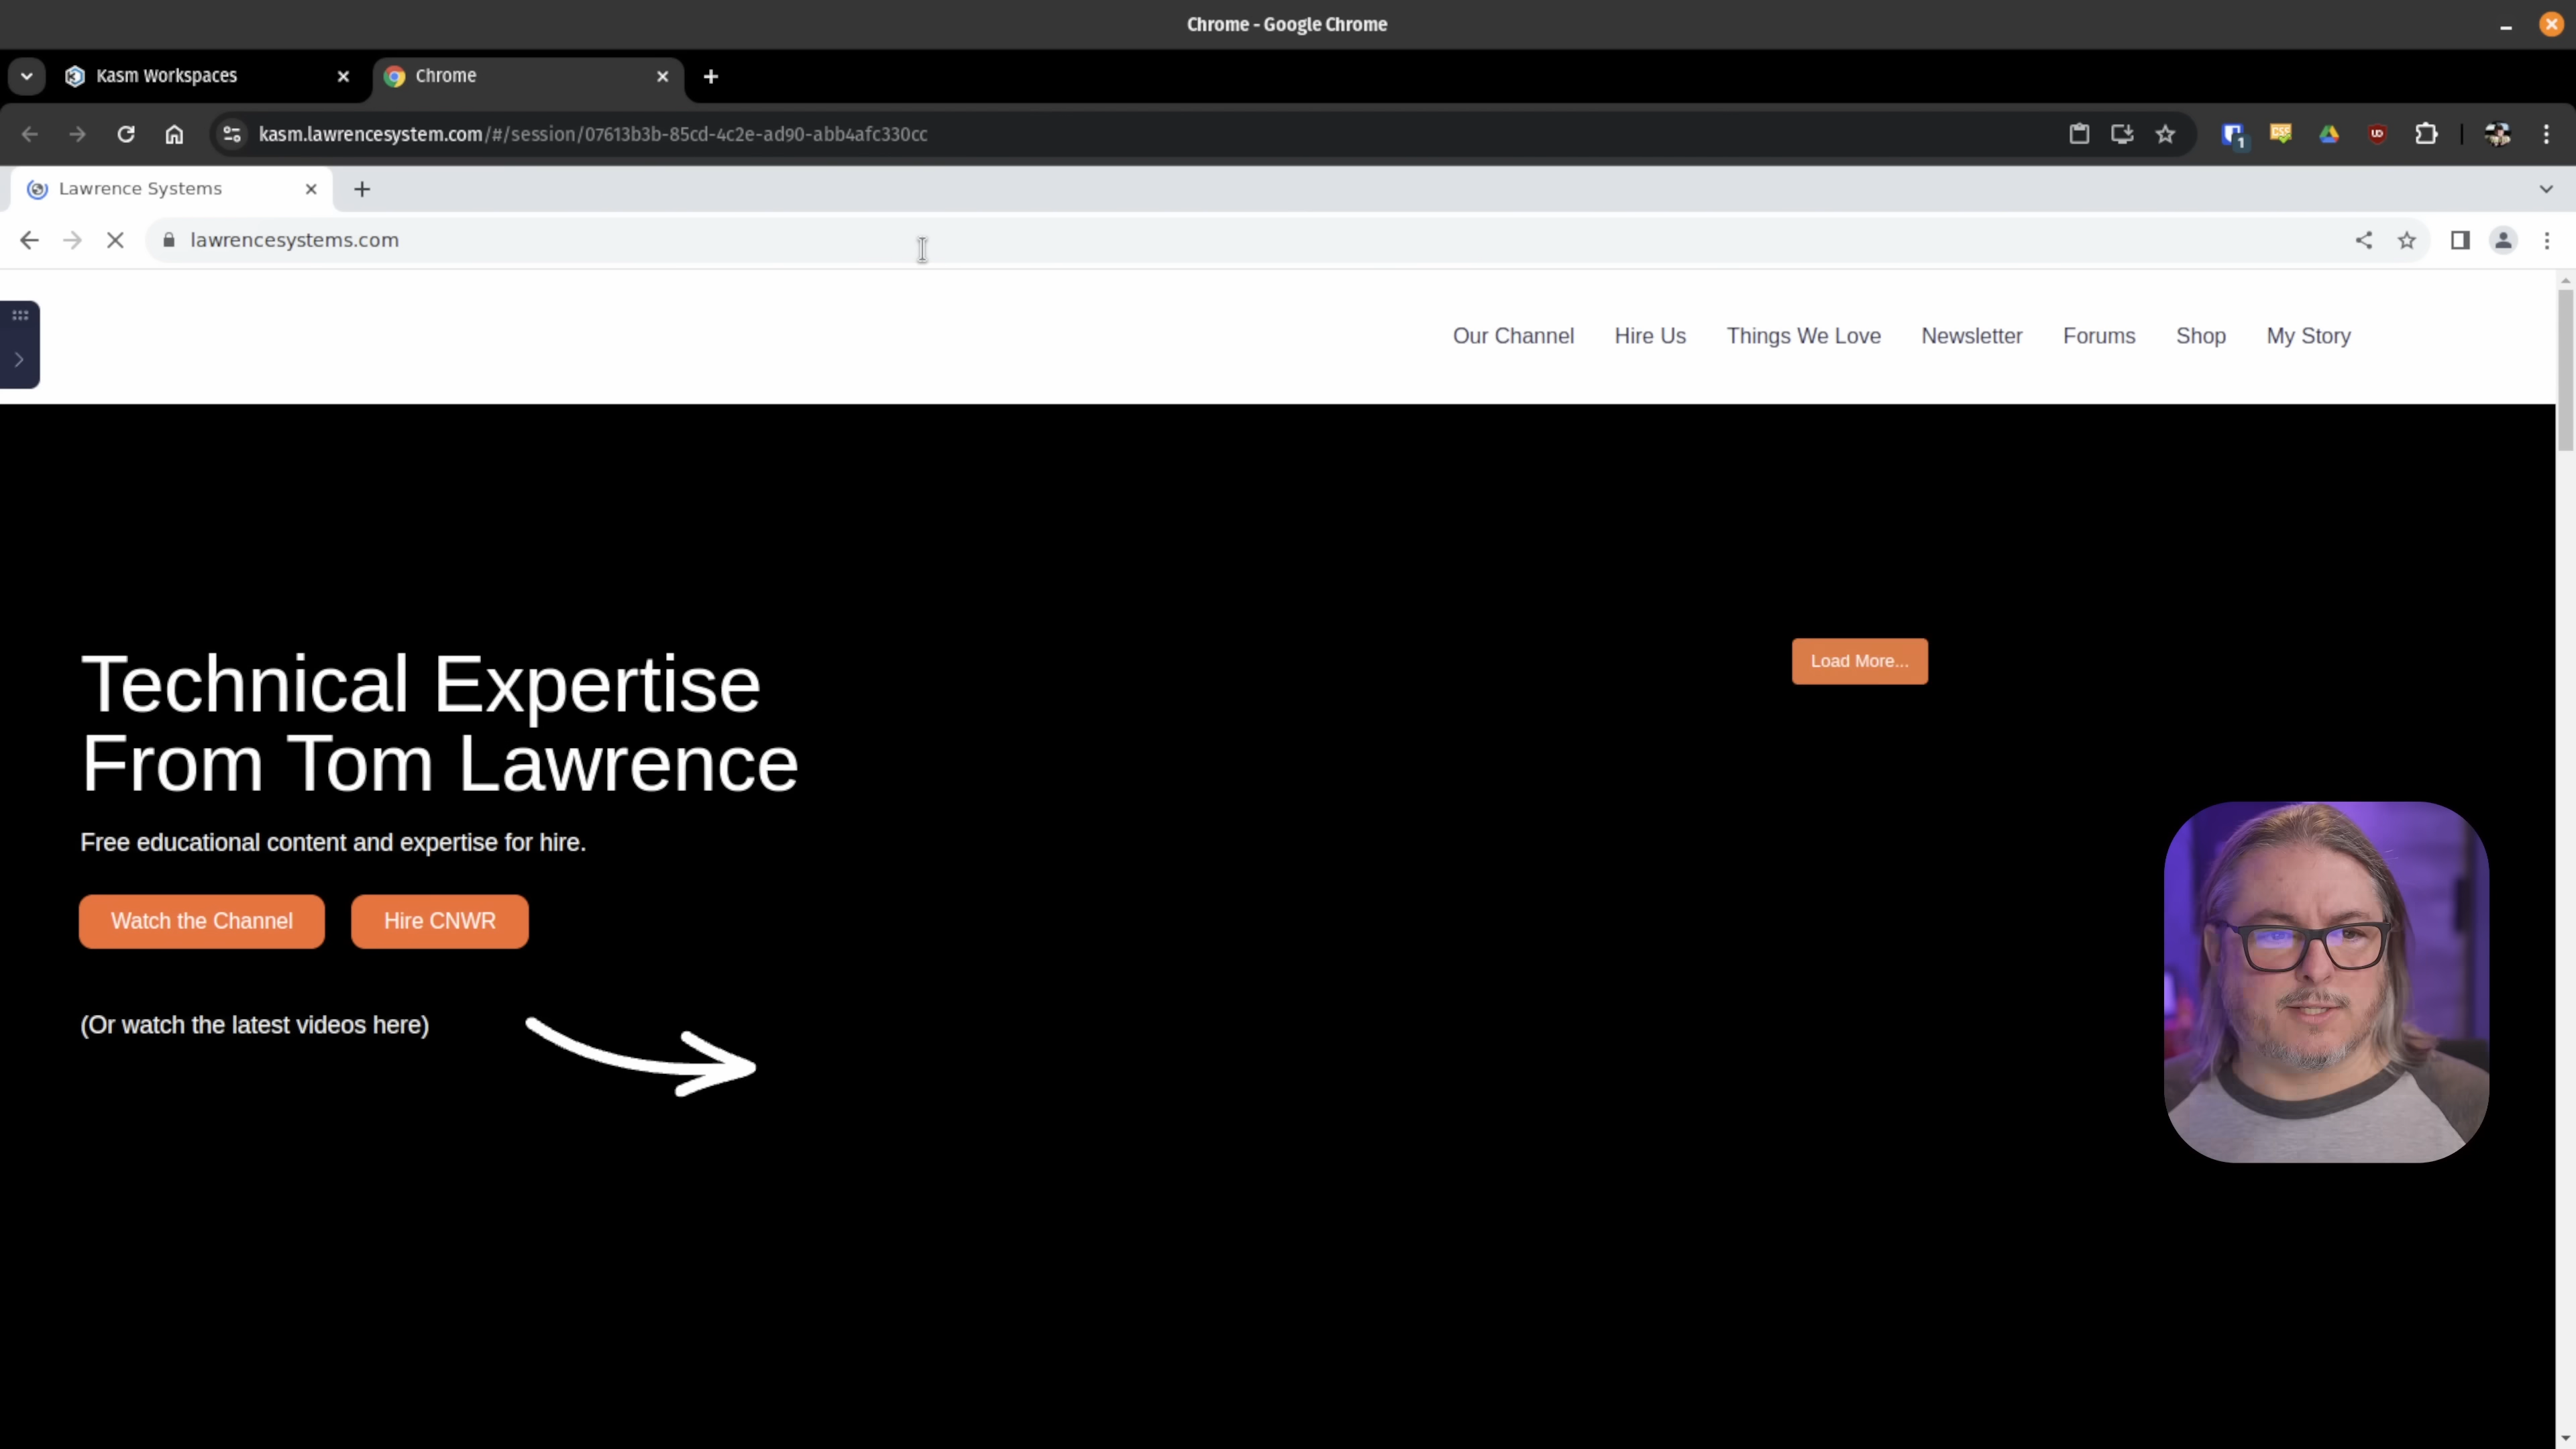 Chrome - Google Chrome
Kasm Workspaces
Chrome
kasm.lawrencesystem.com/#/session/07613b3b-85cd-4c2e-ad90-abb4afc330cc
1
Lawrence Systems
lawrencesystems.com
Our Channel Hire Us Things We Love Newsletter Forums Shop My Story
Load More...
Technical Expertise
From Tom Lawrence
Free educational content and expertise for hire.
Watch the Channel Hire CNWR
(Or watch the latest videos here)